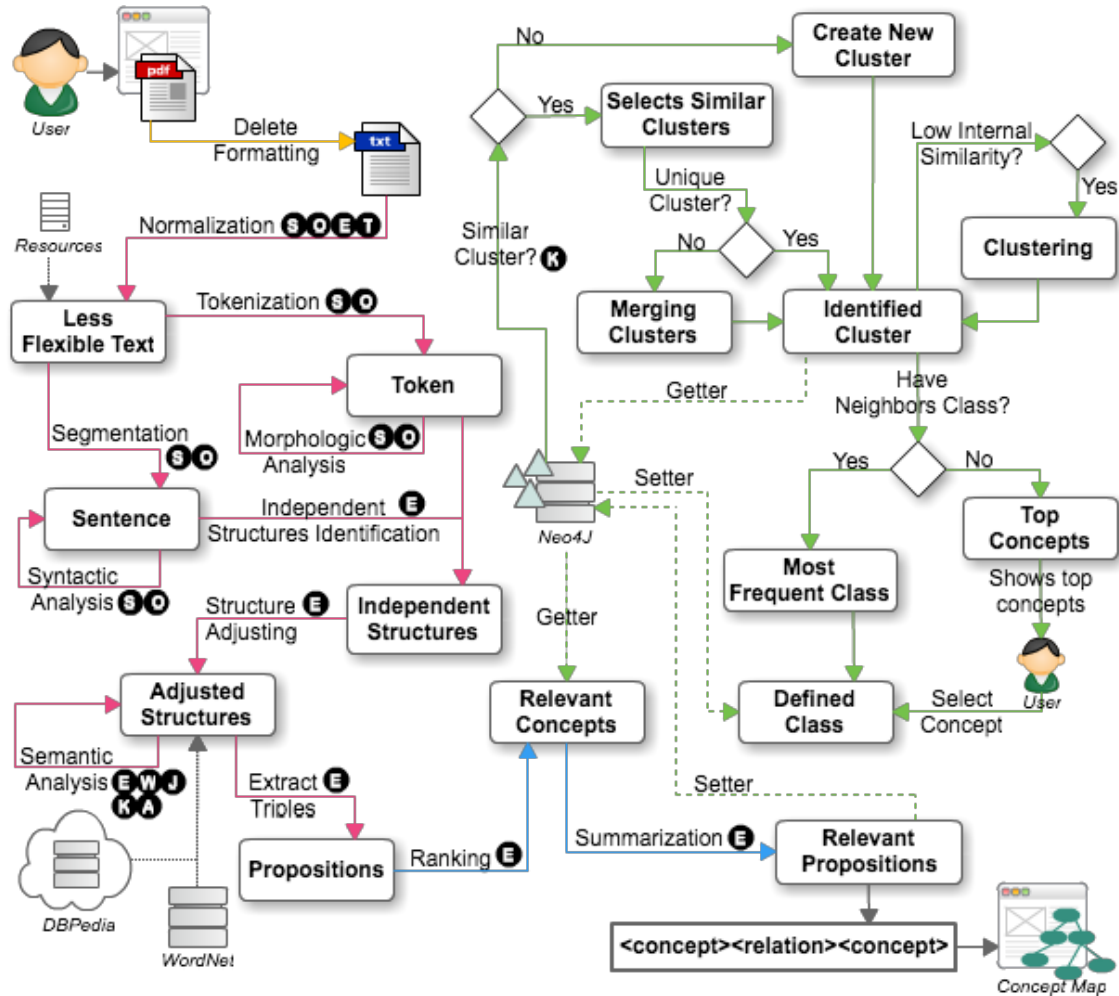 User
pdf
Delete
Formatting
txt
Resources
Normalization S O E T
Less
Flexible Text
Tokenization S O
Token
Morphologic S O
Analysis
Segmentation
S O
Sentence
Independent E
Structures Identification
Syntactic
Analysis S O
Independent
Structures
Structure E
Adjusting
Adjusted
Structures
Semantic
Analysis E W J
K A
Extract E
Triples
DBPedia
WordNet
Propositions
Ranking E
Relevant
Concepts
Summarization E
Relevant
Propositions
<concept><relation><concept>
Concept Map
No
Create New
Cluster
Yes
Selects Similar
Clusters
Similar
Cluster? K
Unique
Cluster?
No
Yes
Merging
Clusters
Identified
Cluster
Low Internal
Similarity?
Yes
Clustering
Getter
Have
Neighbors Class?
Yes
No
Neo4J
Setter
Getter
Most
Frequent Class
Top
Concepts
Shows top
concepts
User
Select
Concept
Defined
Class
Setter